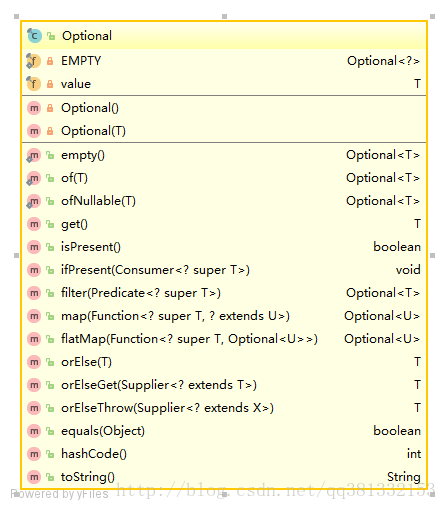 Optional
EMPTY Optional<?>
value T
Optional()
Optional(T)
empty() Optional<T>
of(T) Optional<T>
ofNullable(T) Optional<T>
get() T
isPresent() boolean
ifPresent(Consumer<? super T>) void
filter(Predicate<? super T>) Optional<T>
map(Function<? super T, ? extends U>) Optional<U>
flatMap(Function<? super T, Optional<U>>) Optional<U>
orElse(T) T
orElseGet(Supplier<? extends T>) T
orElseThrow(Supplier<? extends X>) T
equals(Object) boolean
hashCode() int
toString() String
Powered by yFiles http://blog.csdn.net/qq381332153